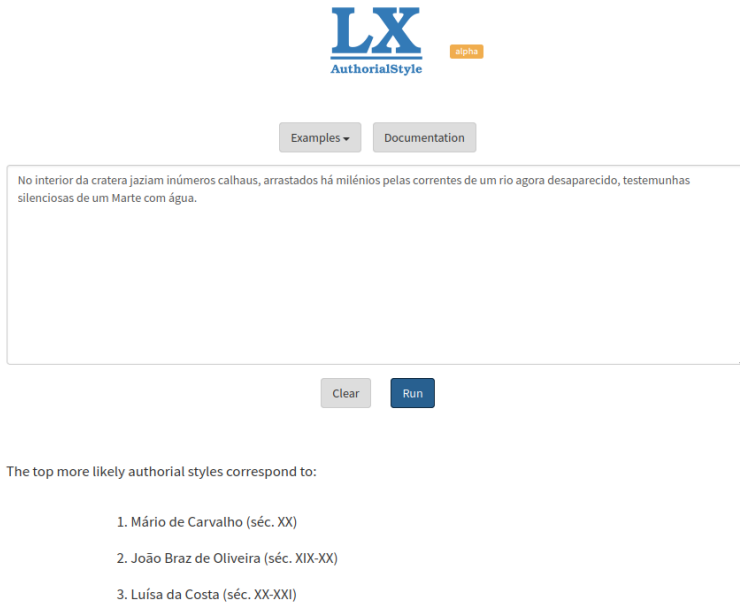 LX
AuthorialStyle
alpha
Examples
Documentation
No interior da cratera jaziam inúmeros calhaus, arrastados há milénios pelas correntes de um rio agora desaparecido, testemunhas
silenciosas de um Marte com água.
Clear
Run
The top more likely authorial styles correspond to:
1. Mário de Carvalho (séc. XX)
2. João Braz de Oliveira (séc. XIX-XX)
3. Luísa da Costa (séc. XX-XXI)